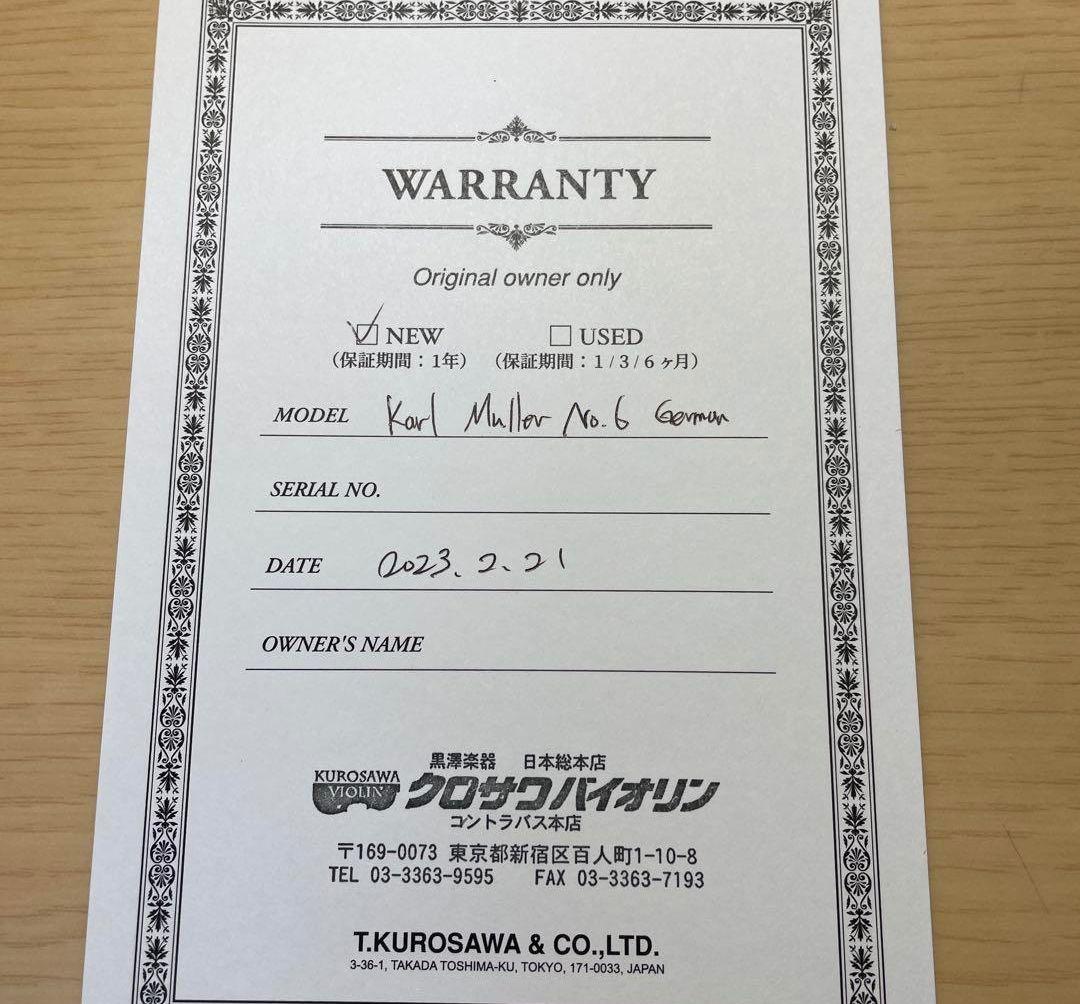 WARRANTY
Original owner only
NEW USED
(保証期間：1年) (保証期間：1/3/6ヶ月)
MODEL Karl Muller No.6 German
SERIAL NO.
DATE 2023.2.21
OWNER'S NAME
黒澤楽器 日本総本店
KUROSAWA VIOLIN クロサワバイオリン
コントラバス本店
〒169-0073 東京都新宿区百人町1-10-8
TEL 03-3363-9595 FAX 03-3363-7193
T.KUROSAWA & CO.,LTD.
3-36-1, TAKADA TOSHIMA-KU, TOKYO, 171-0033, JAPAN